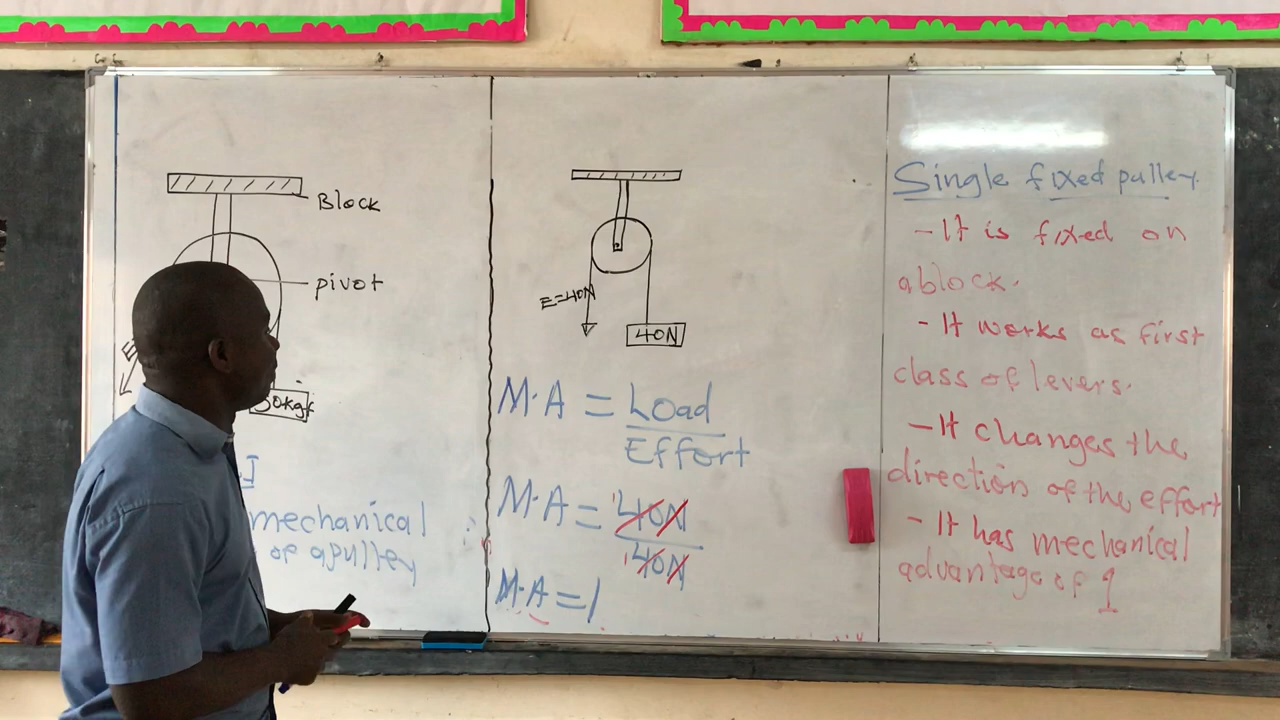 Block
pivot
E
50kgf
mechanical
of apulley
E=40N
40N
M·A = Load
Effort
M·A = 40N
40N
M·A = 1
Single fixed pulley.
- It is fixed on
ablock.
- It works as first
class of levers.
- It changes the
direction of the effort
- It has mechanical
advantage of 1